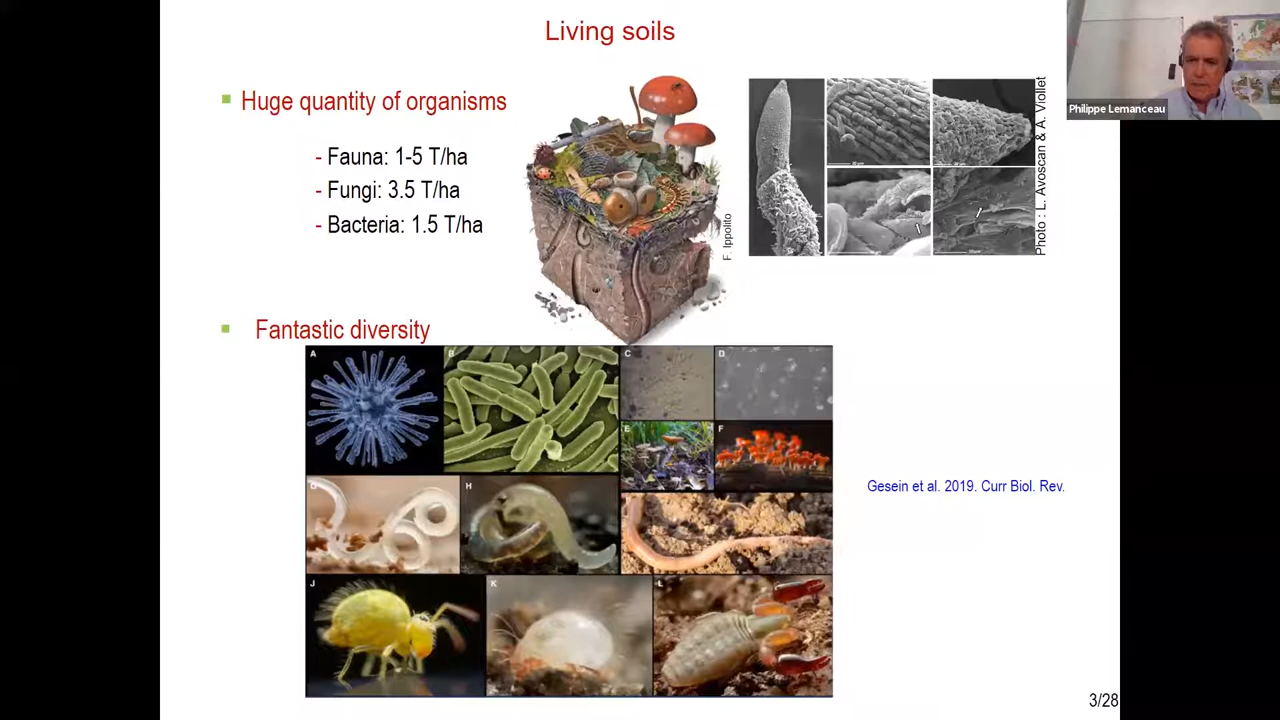 Living soils
Huge quantity of organisms
- Fauna: 1-5 T/ha
- Fungi: 3.5 T/ha
- Bacteria: 1.5 T/ha
F. Ippolito
Photo : L. Avoscan & A. Viollet
Philippe Lemanceau
Fantastic diversity
A
B
C
D
E
F
G
H
J
K
L
Gesein et al. 2019. Curr Biol. Rev.
3/28